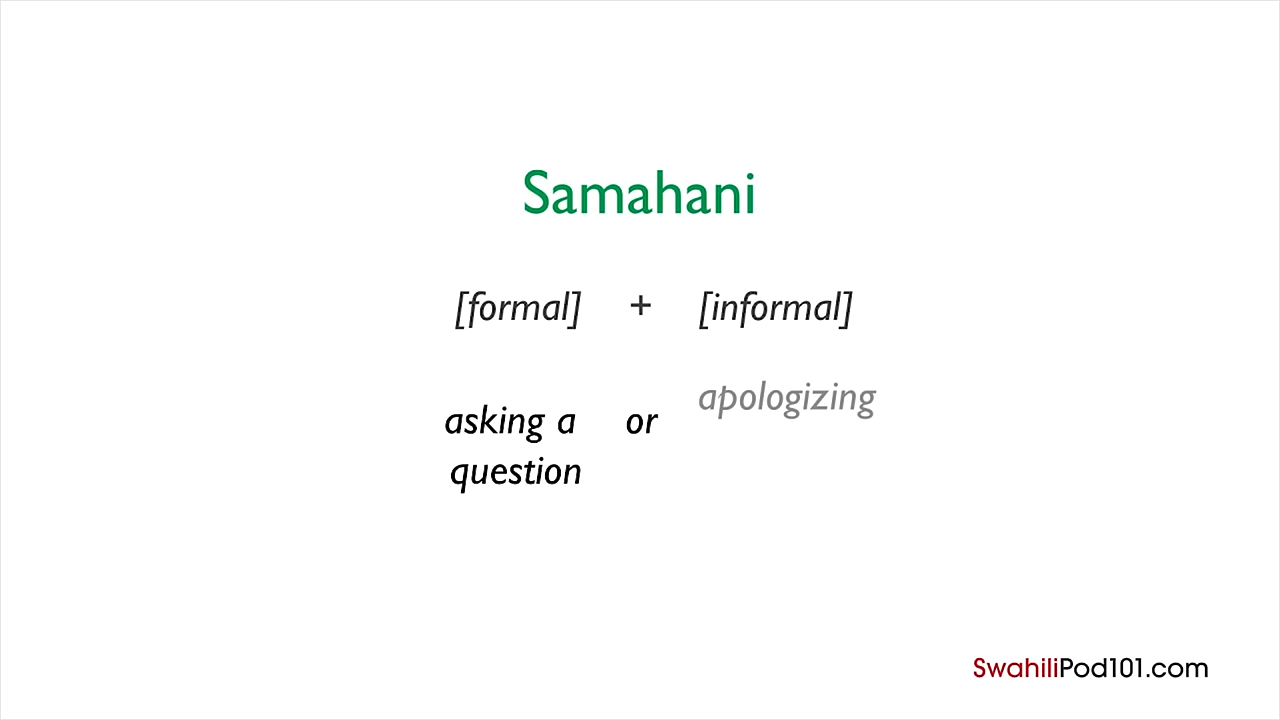 Samahani
[formal] + [informal]
asking a or apologizing
question
SwahiliPod101.com